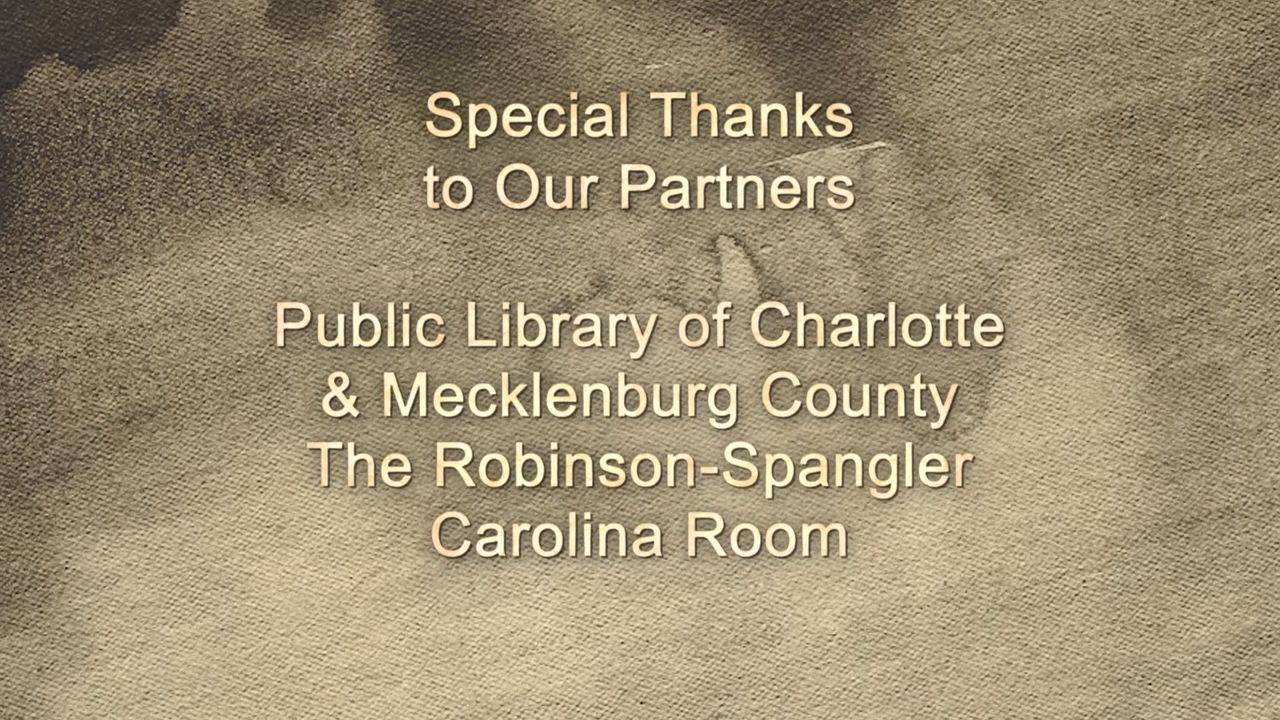 Special Thanks
to Our Partners
Public Library of Charlotte
& Mecklenburg County
The Robinson-Spangler
Carolina Room